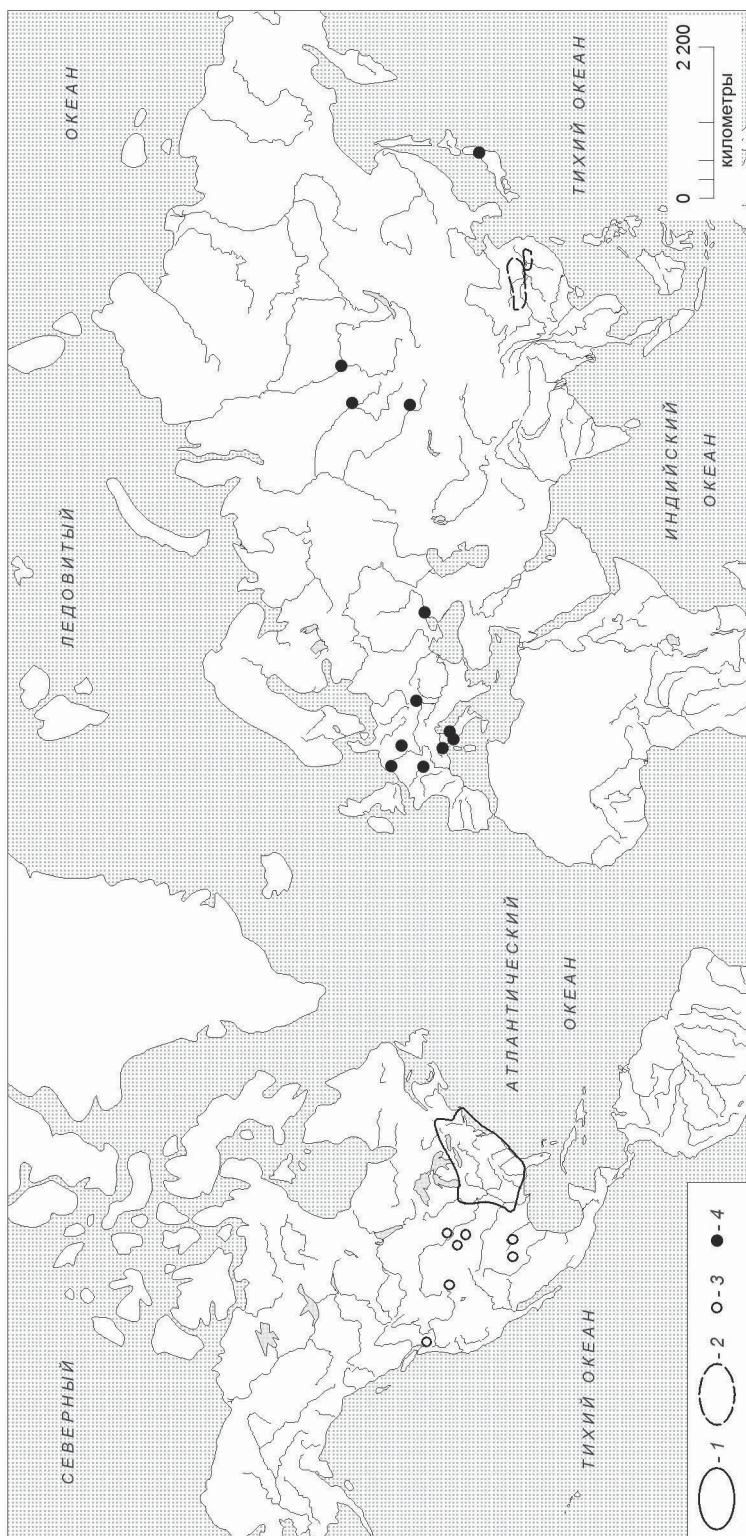 СЕВЕРНЫЙ
ЛЕДОВИТЫЙ
ОКЕАН
АТЛАНТИЧЕСКИЙ
ОКЕАН
ТИХИЙ ОКЕАН
ИНДИЙСКИЙ
ОКЕАН
ТИХИЙ ОКЕАН
- 1
- 2
- 3
- 4
0
2 200
километры